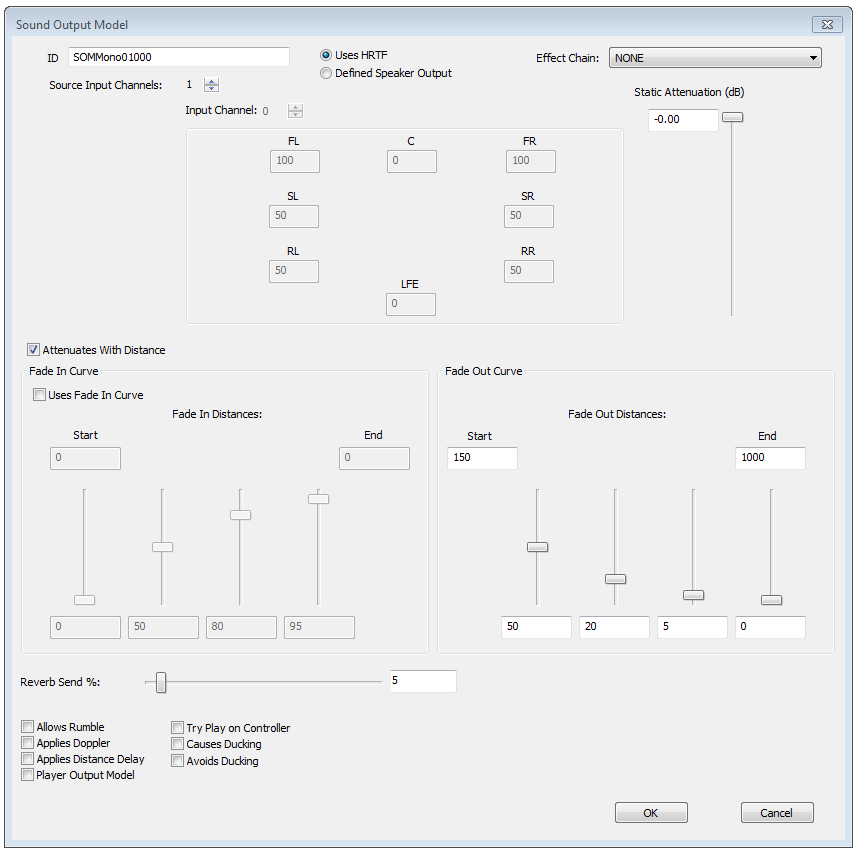 Sound Output Model
ID SOMMono01000 Uses HRTF Effect Chain: NONE
Defined Speaker Output
Source Input Channels: 1
Static Attenuation (dB)
Input Channel: 0
-0.00
FL C FR
100 0 100
SL SR
50 50
RL RR
50 50
LFE
0
Attenuates With Distance
Fade In Curve
Uses Fade In Curve
Fade In Distances:
Start End
0 0
0 50 80 95
Fade Out Curve
Fade Out Distances:
Start End
150 1000
50 20 5 0
Reverb Send %: 5
Allows Rumble
Applies Doppler
Applies Distance Delay
Player Output Model
Try Play on Controller
Causes Ducking
Avoids Ducking
OK Cancel